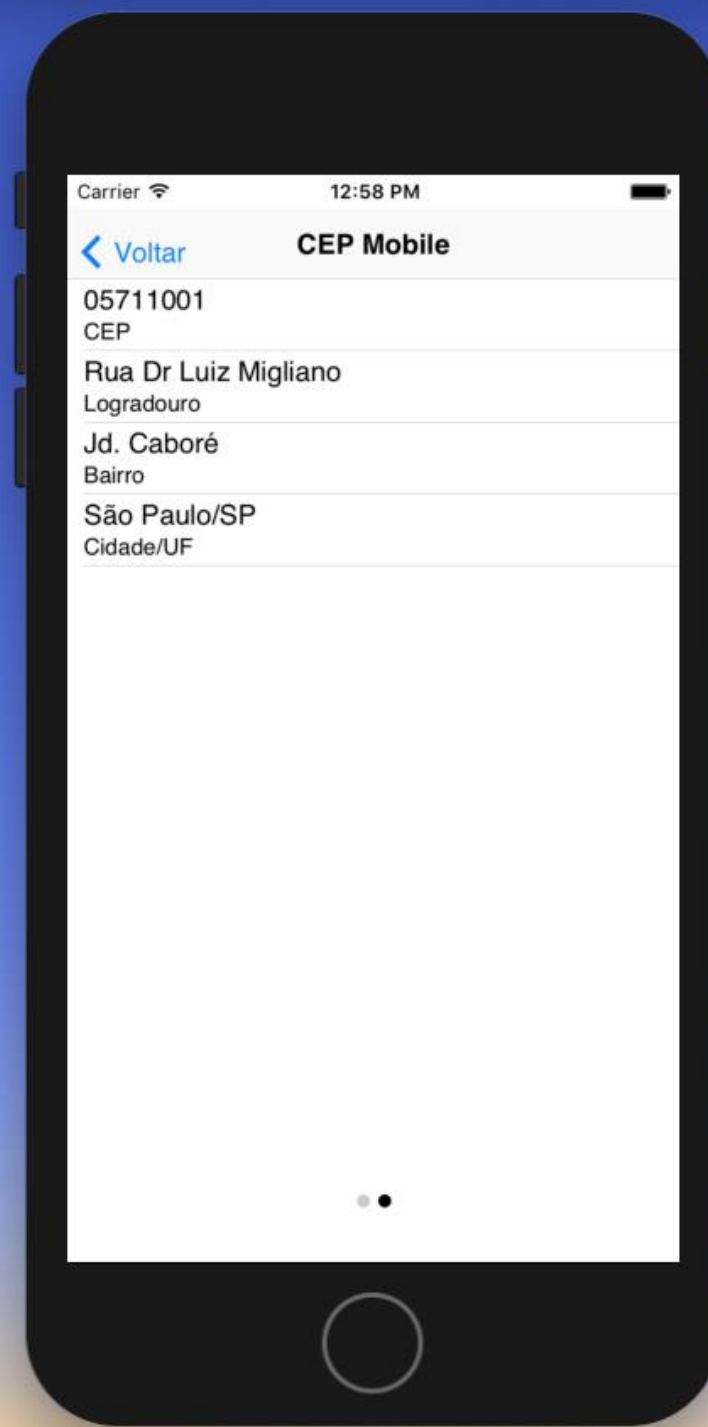 Carrier 12:58 PM
Voltar CEP Mobile
05711001
CEP
Rua Dr Luiz Migliano
Logradouro
Jd. Caboré
Bairro
São Paulo/SP
Cidade/UF